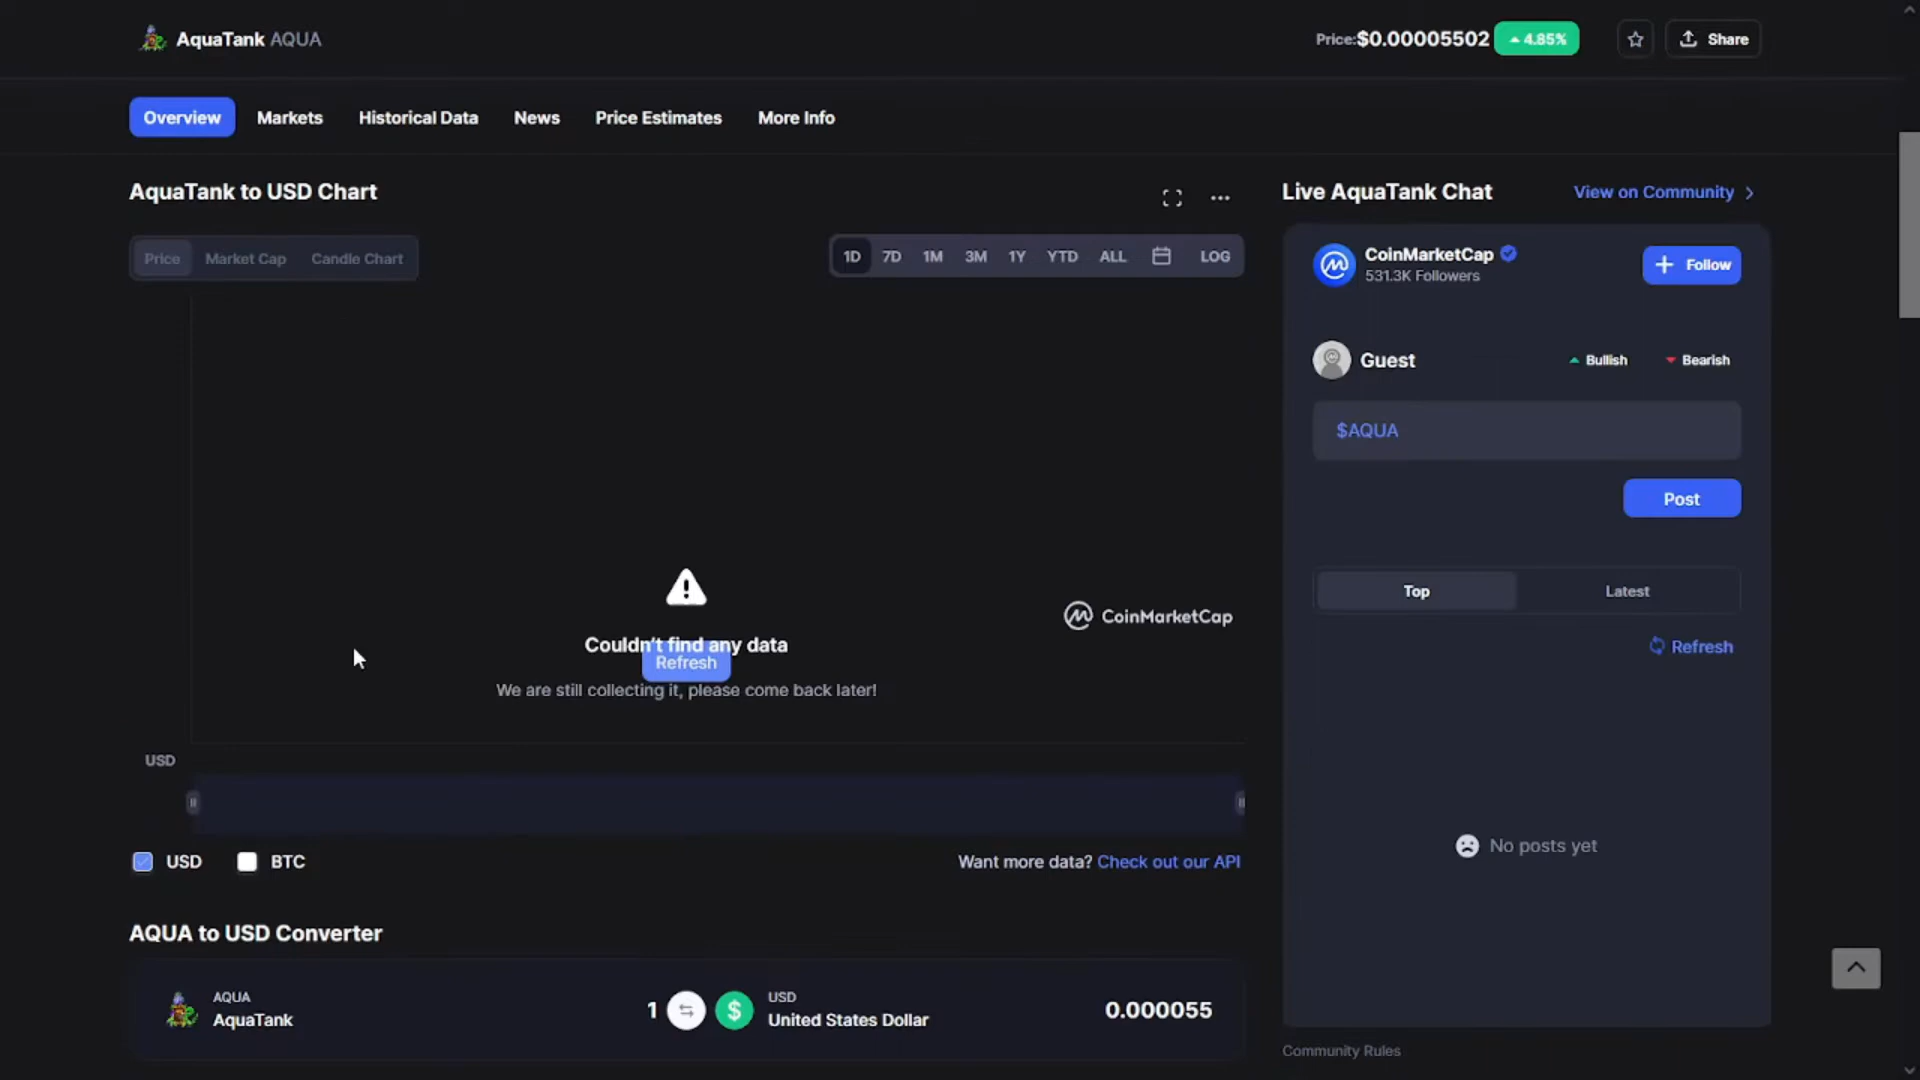 AquaTank AQUA
Price:$0.00005502 4.85%
Share
Overview Markets Historical Data News Price Estimates More Info
AquaTank to USD Chart
Price Market Cap Candle Chart
1D 7D 1M 3M 1Y YTD ALL LOG
Couldn't find any data
Refresh
We are still collecting it, please come back later!
CoinMarketCap
USD
USD BTC
Want more data? Check out our API
AQUA to USD Converter
AQUA
AquaTank
1
USD
United States Dollar
0.000055
Live AquaTank Chat
View on Community
CoinMarketCap
531.3K Followers
Follow
Guest
Bullish
Bearish
$AQUA
Post
Top
Latest
Refresh
No posts yet
Community Rules